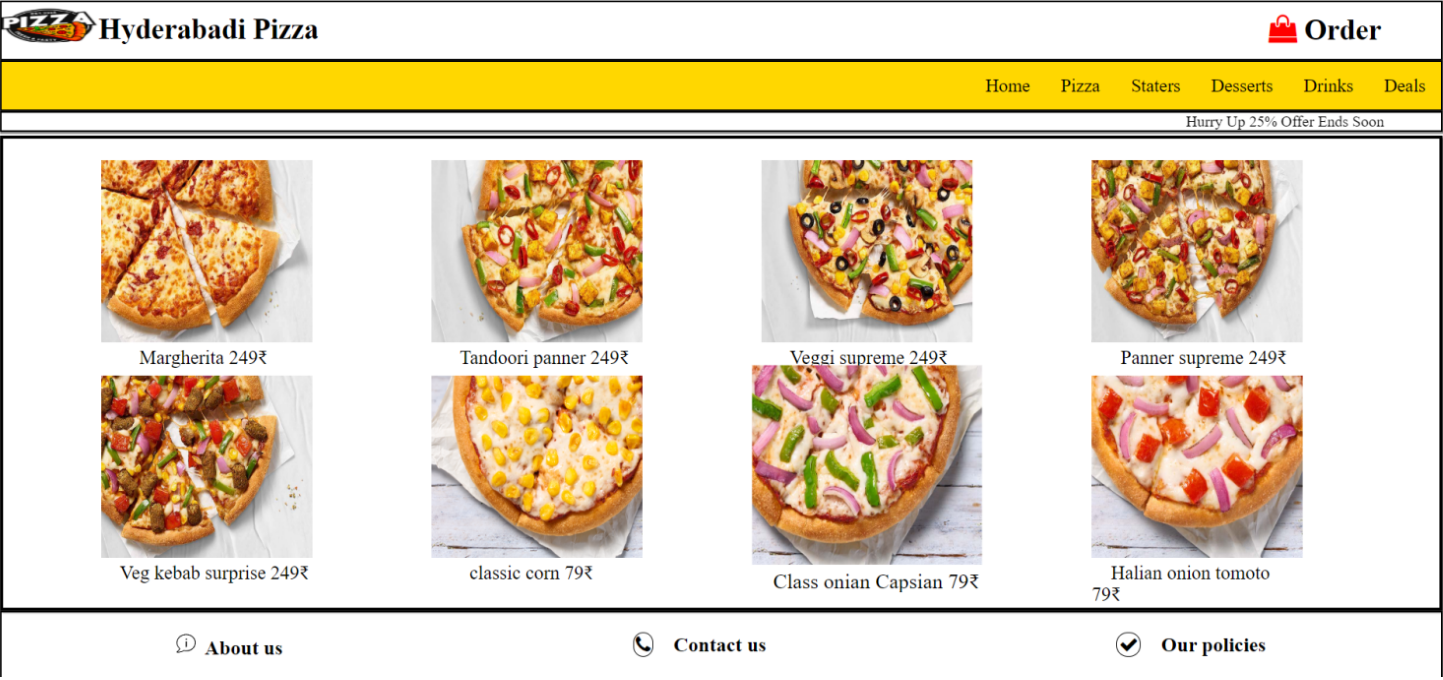 PIZZA
Hyderabadi Pizza
Order
Home Pizza Staters Desserts Drinks Deals
Hurry Up 25% Offer Ends Soon
Margherita 249₹
Tandoori panner 249₹
Veggi supreme 249₹
Panner supreme 249₹
Veg kebab surprise 249₹
classic corn 79₹
Class onian Capsian 79₹
Halian onion tomoto
79₹
About us
Contact us
Our policies